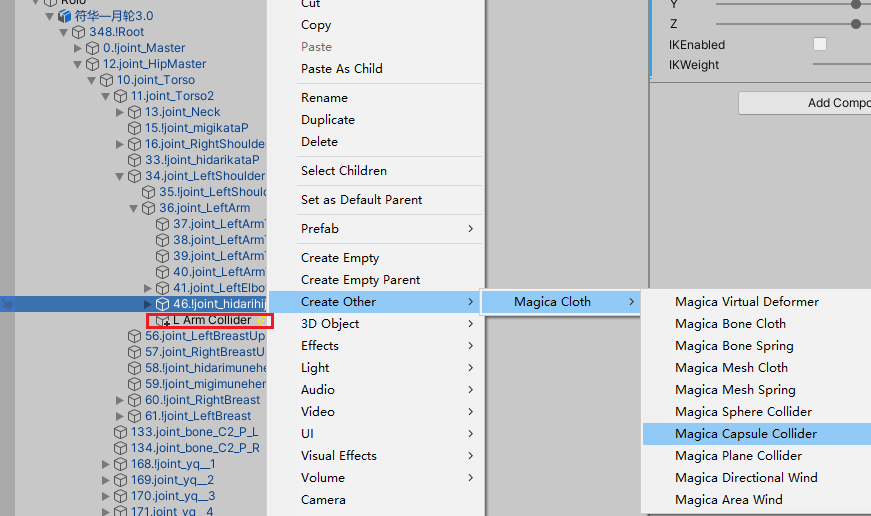 Rolo
符华—月轮3.0
348.!Root
0.!joint_Master
12.joint_HipMaster
10.joint_Torso
11.joint_Torso2
13.joint_Neck
15.!joint_migikataP
16.joint_RightShoulde
33.!joint_hidarikataP
34.joint_LeftShoulder
35.!joint_LeftShoul
36.joint_LeftArm
37.joint_LeftArm
38.joint_LeftArm
39.joint_LeftArm
40.joint_LeftArm
41.joint_LeftElbo
46.!joint_hidarihij
L Arm Collider
56.joint_LeftBreastUp
57.joint_RightBreastU
58.!joint_hidarimuneher
59.!joint_migimuneher
60.!joint_RightBreast
61.!joint_LeftBreast
133.joint_bone_C2_P_L
134.joint_bone_C2_P_R
168.!joint_yq__1
169.joint_yq__2
170.joint_yq__3
171.joint_yq__4
Cut
Copy
Paste
Paste As Child
Rename
Duplicate
Delete
Select Children
Set as Default Parent
Prefab
Create Empty
Create Empty Parent
Create Other
3D Object
Effects
Light
Audio
Video
UI
Visual Effects
Volume
Camera
Magica Cloth
Magica Virtual Deformer
Magica Bone Cloth
Magica Bone Spring
Magica Mesh Cloth
Magica Mesh Spring
Magica Sphere Collider
Magica Capsule Collider
Magica Plane Collider
Magica Directional Wind
Magica Area Wind
Y
Z
IKEnabled
IKWeight
Add Compo